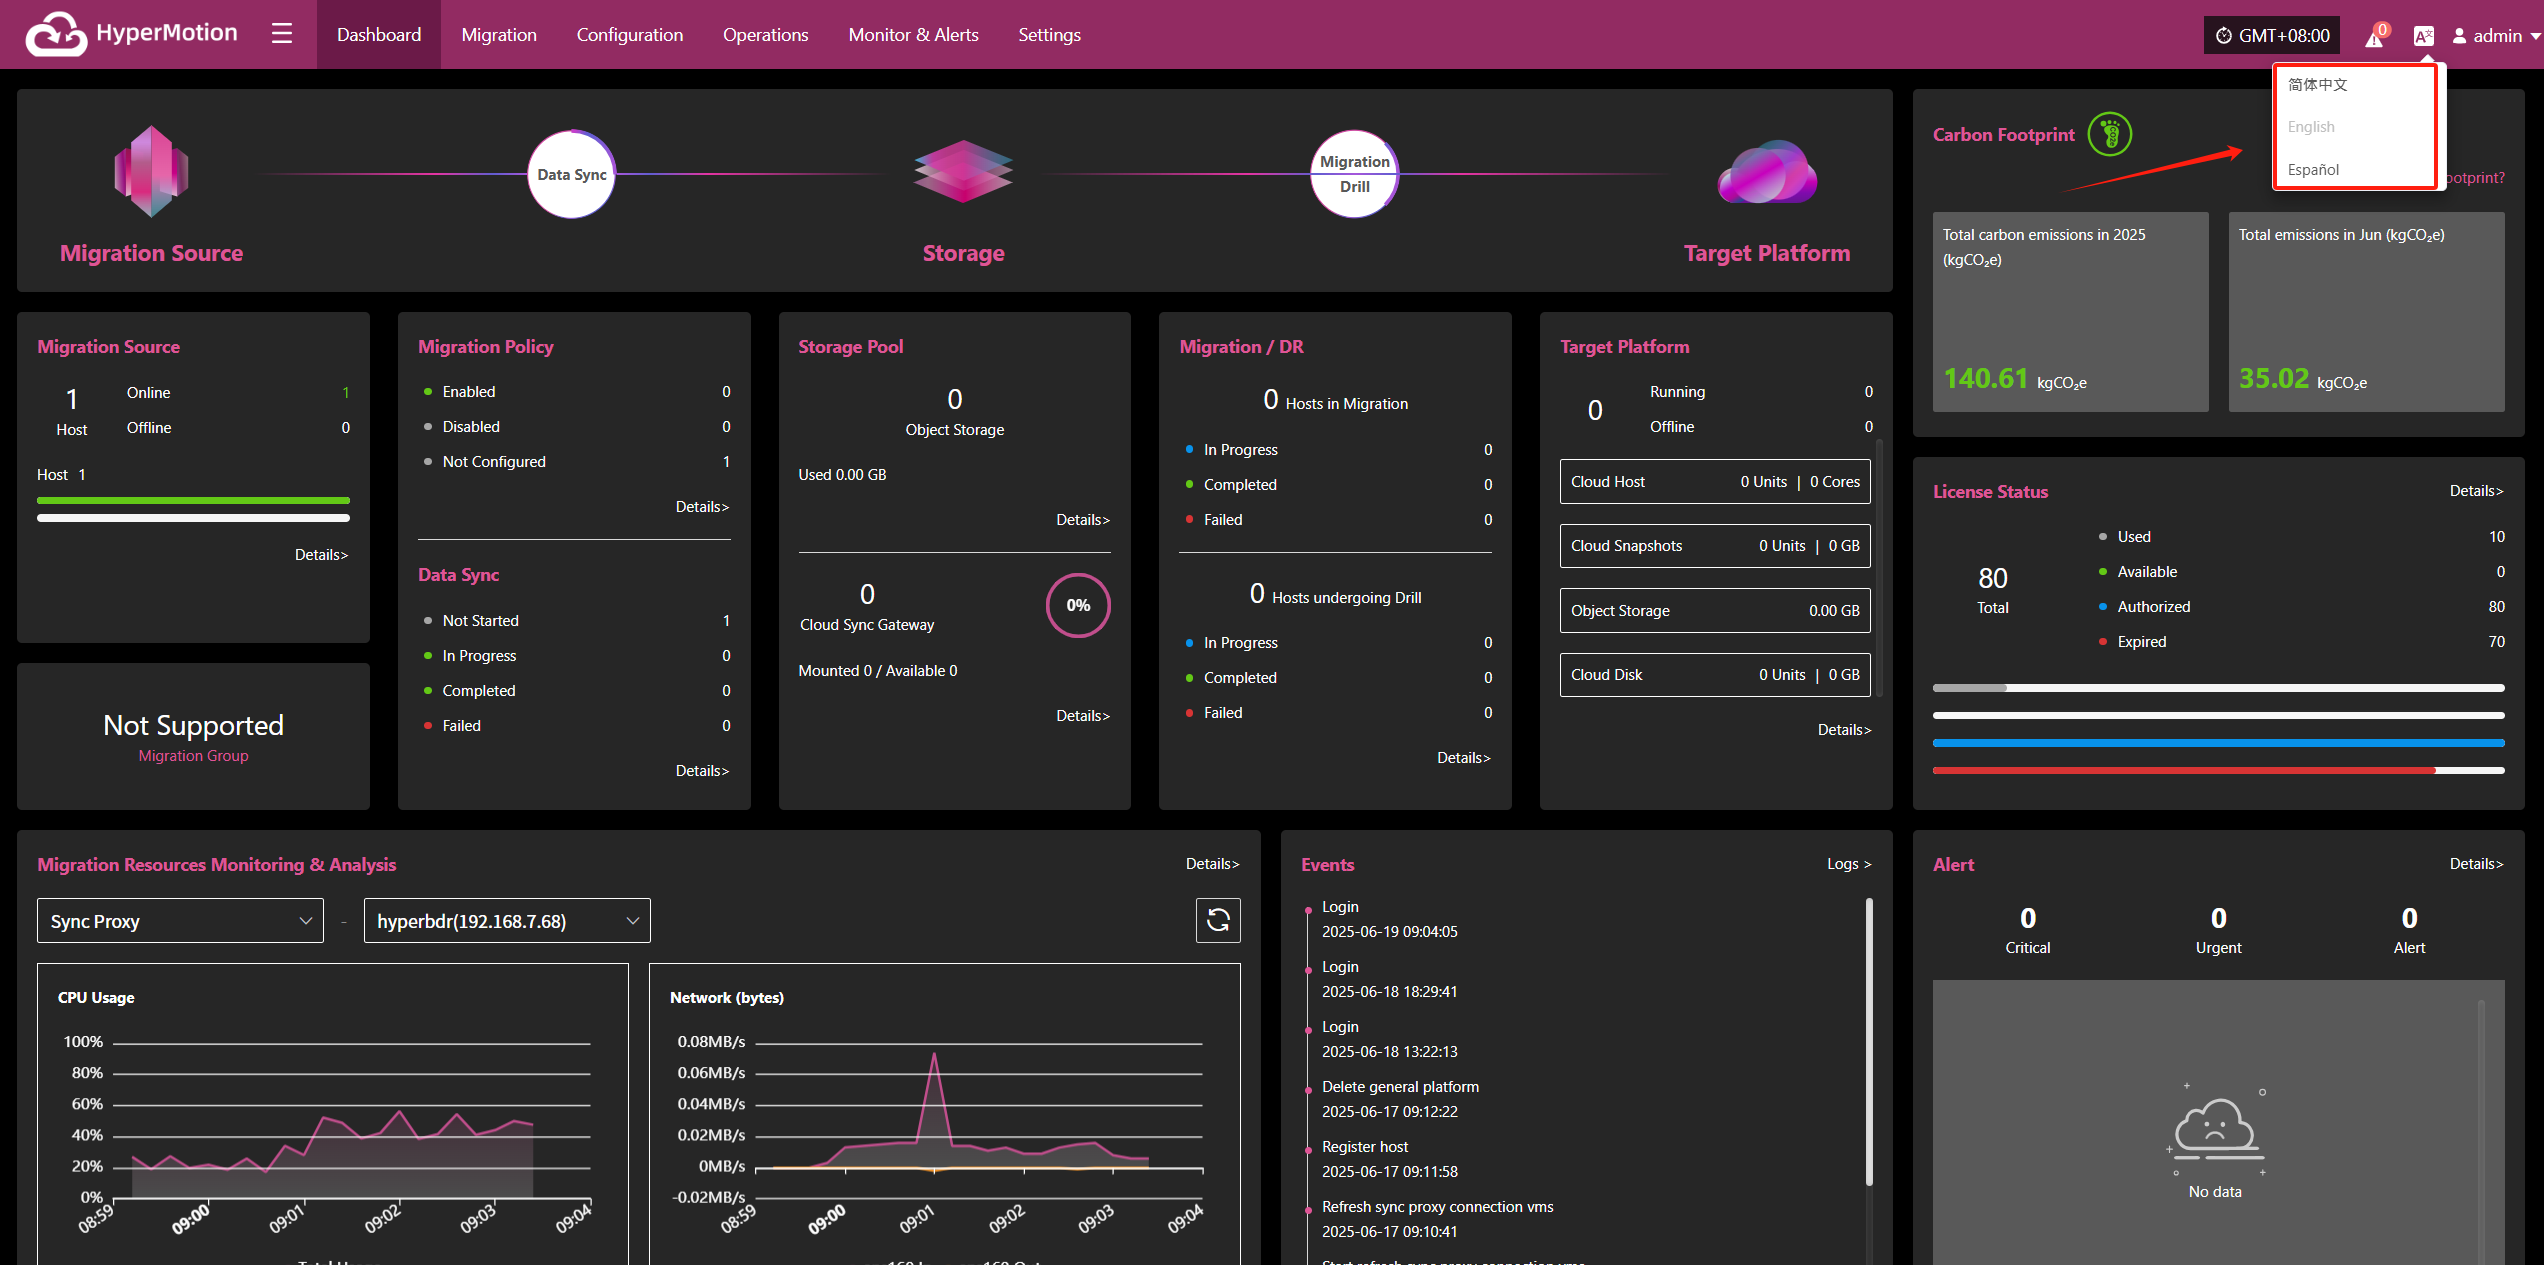 HyperMotion
Dashboard
Migration
Configuration
Operations
Monitor & Alerts
Settings
GMT+08:00
0
admin
简体中文
English
Español
Data Sync
Migration
Drill
Migration Source
Storage
Target Platform
Carbon Footprint
ootprint?
Total carbon emissions in 2025
(kgCO₂e)
140.61 kgCO₂e
Total emissions in Jun (kgCO₂e)
35.02 kgCO₂e
Migration Source
1
Host
Online 1
Offline 0
Host 1
Details>
Not Supported
Migration Group
Migration Policy
Enabled 0
Disabled 0
Not Configured 1
Details>
Data Sync
Not Started 1
In Progress 0
Completed 0
Failed 0
Details>
Storage Pool
0
Object Storage
Used 0.00 GB
Details>
0
Cloud Sync Gateway
0%
Mounted 0 / Available 0
Details>
Migration / DR
0 Hosts in Migration
In Progress 0
Completed 0
Failed 0
0 Hosts undergoing Drill
In Progress 0
Completed 0
Failed 0
Details>
Target Platform
0
Running 0
Offline 0
Cloud Host 0 Units | 0 Cores
Cloud Snapshots 0 Units | 0 GB
Object Storage 0.00 GB
Cloud Disk 0 Units | 0 GB
Details>
License Status
Details>
80
Total
Used 10
Available 0
Authorized 80
Expired 70
Migration Resources Monitoring & Analysis
Details>
Sync Proxy
-
hyperbdr(192.168.7.68)
CPU Usage
100%
80%
60%
40%
20%
0%
08:59
09:00
09:01
09:02
09:03
09:04
Network (bytes)
0.08MB/s
0.06MB/s
0.04MB/s
0.02MB/s
0MB/s
-0.02MB/s
08:59
09:00
09:01
09:02
09:03
09:04
Events
Logs >
Login
2025-06-19 09:04:05
Login
2025-06-18 18:29:41
Login
2025-06-18 13:22:13
Delete general platform
2025-06-17 09:12:22
Register host
2025-06-17 09:11:58
Refresh sync proxy connection vms
2025-06-17 09:10:41
Start refresh sync proxy connection vms
Alert
Details>
0
Critical
0
Urgent
0
Alert
No data